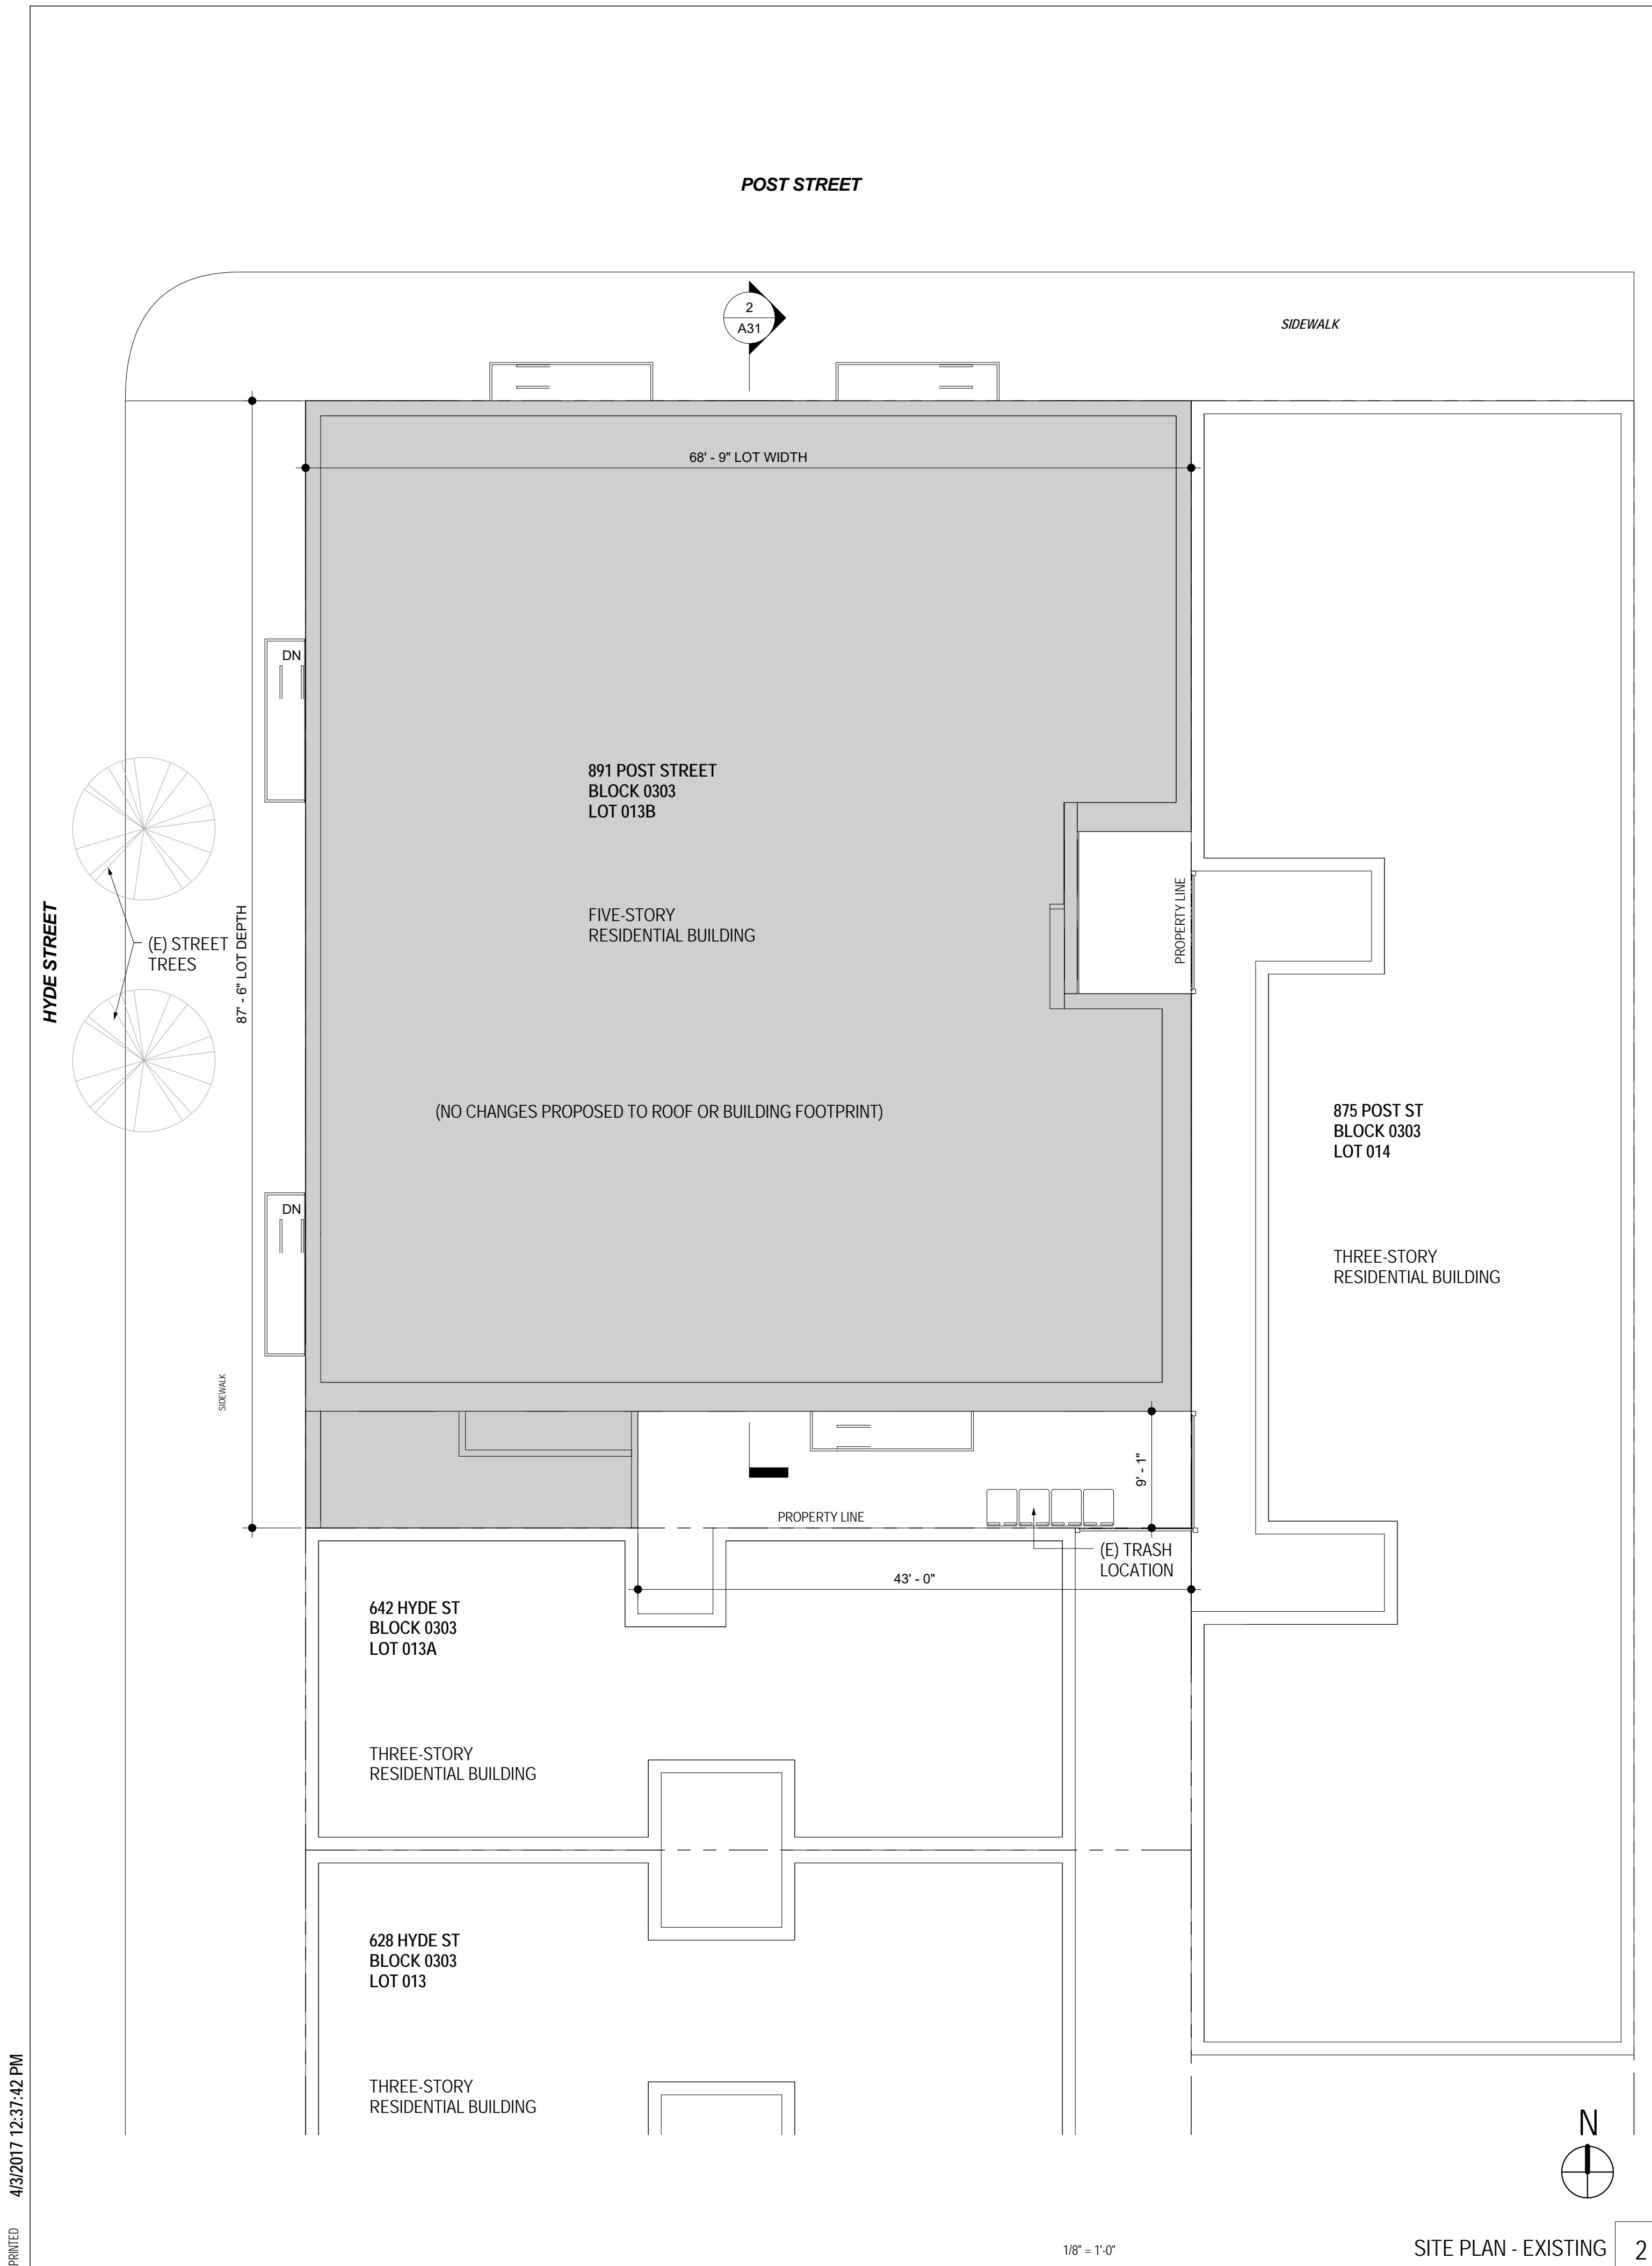 POST STREET
2
A31
SIDEWALK
68' - 9" LOT WIDTH
DN
891 POST STREET
BLOCK 0303
LOT 013B
PROPERTY LINE
HYDE STREET
(E) STREET
TREES
87' - 6" LOT DEPTH
FIVE-STORY
RESIDENTIAL BUILDING
(NO CHANGES PROPOSED TO ROOF OR BUILDING FOOTPRINT)
875 POST ST
BLOCK 0303
LOT 014
DN
THREE-STORY
RESIDENTIAL BUILDING
SIDEWALK
9' - 1"
PROPERTY LINE
(E) TRASH
LOCATION
43' - 0"
642 HYDE ST
BLOCK 0303
LOT 013A
THREE-STORY
RESIDENTIAL BUILDING
628 HYDE ST
BLOCK 0303
LOT 013
THREE-STORY
RESIDENTIAL BUILDING
N
PRINTED 4/3/2017 12:37:42 PM
1/8" = 1'-0"
SITE PLAN - EXISTING 2